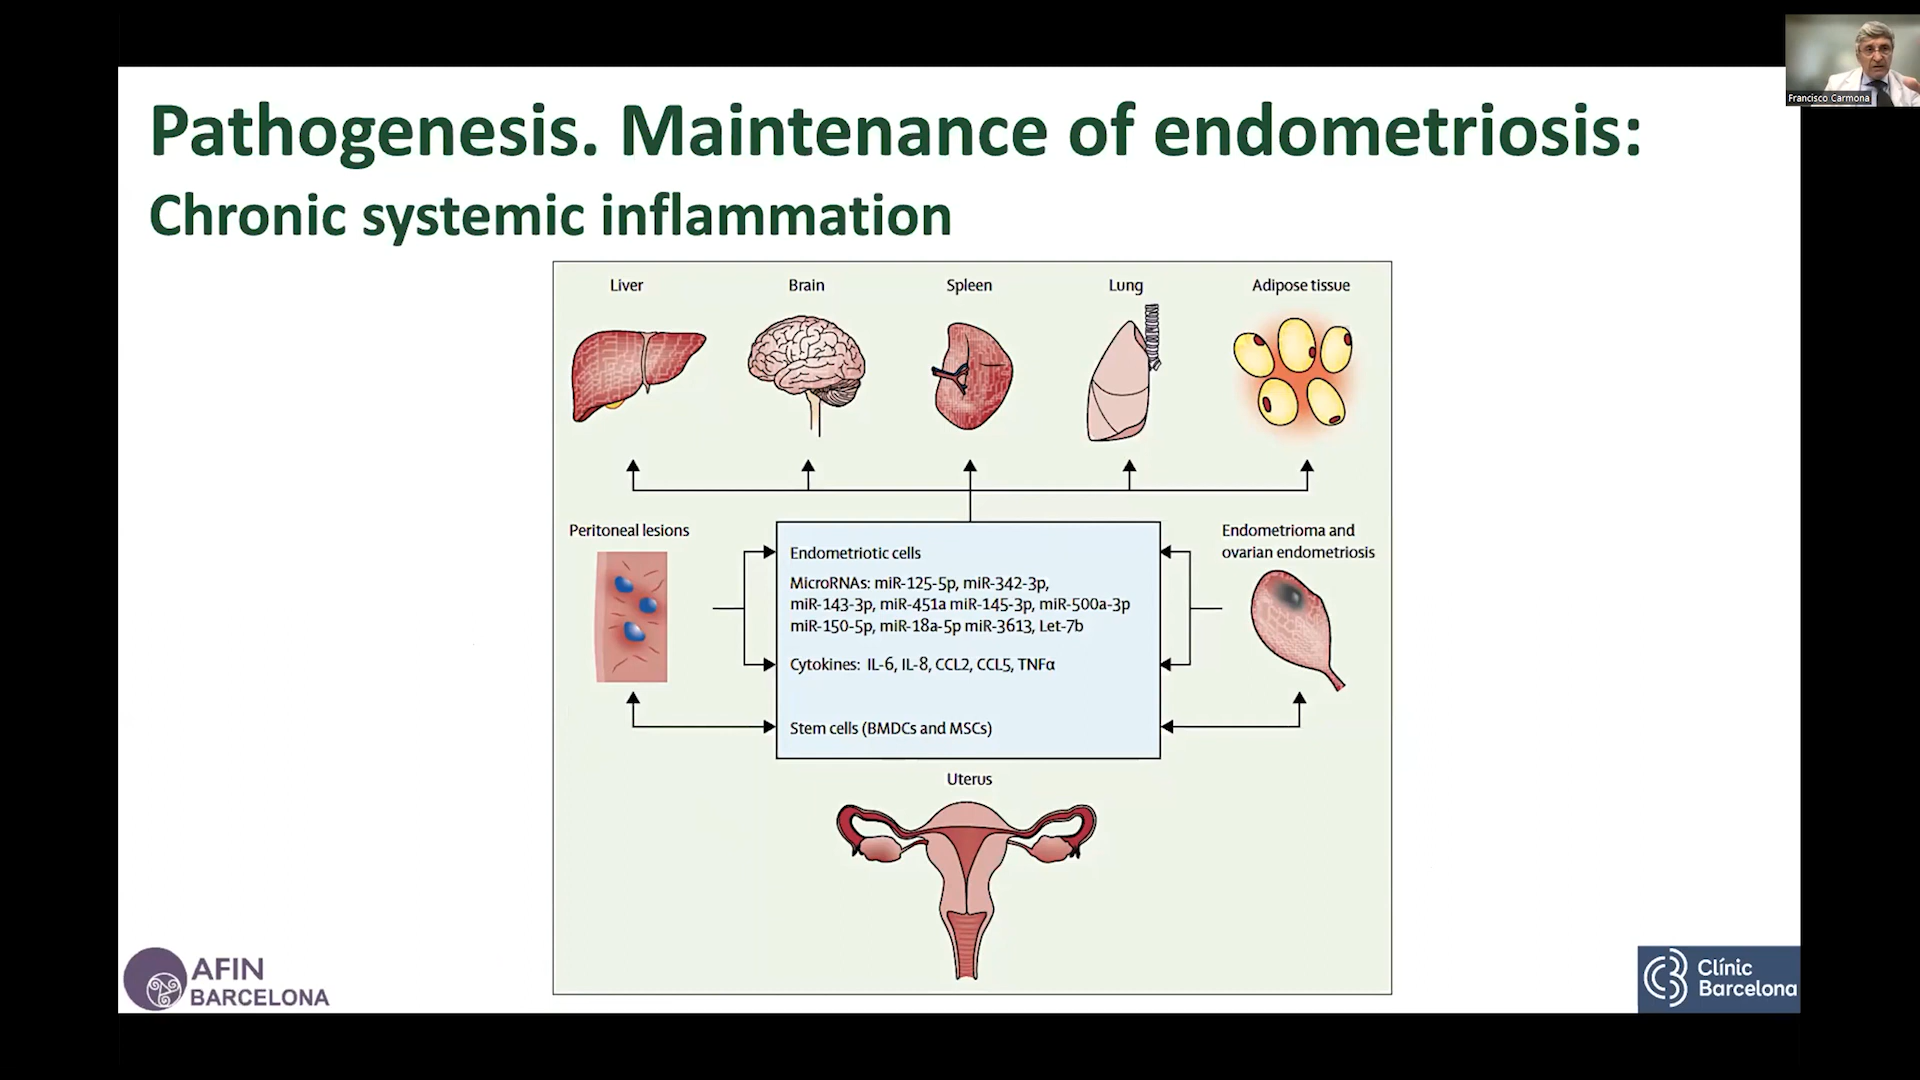 Francisco Carmona
Pathogenesis. Maintenance of endometriosis:
Chronic systemic inflammation
Liver
Brain
Spleen
Lung
Adipose tissue
Peritoneal lesions
Endometriotic cells
MicroRNAs: miR-125-5p, miR-342-3p,
miR-143-3p, miR-451a miR-145-3p, miR-500a-3p
miR-150-5p, miR-18a-5p miR-3613, Let-7b
Cytokines: IL-6, IL-8, CCL2, CCL5, TNFα
Stem cells (BMDCs and MSCs)
Endometrioma and
ovarian endometriosis
Uterus
AFIN
BARCELONA
Clínic
Barcelona